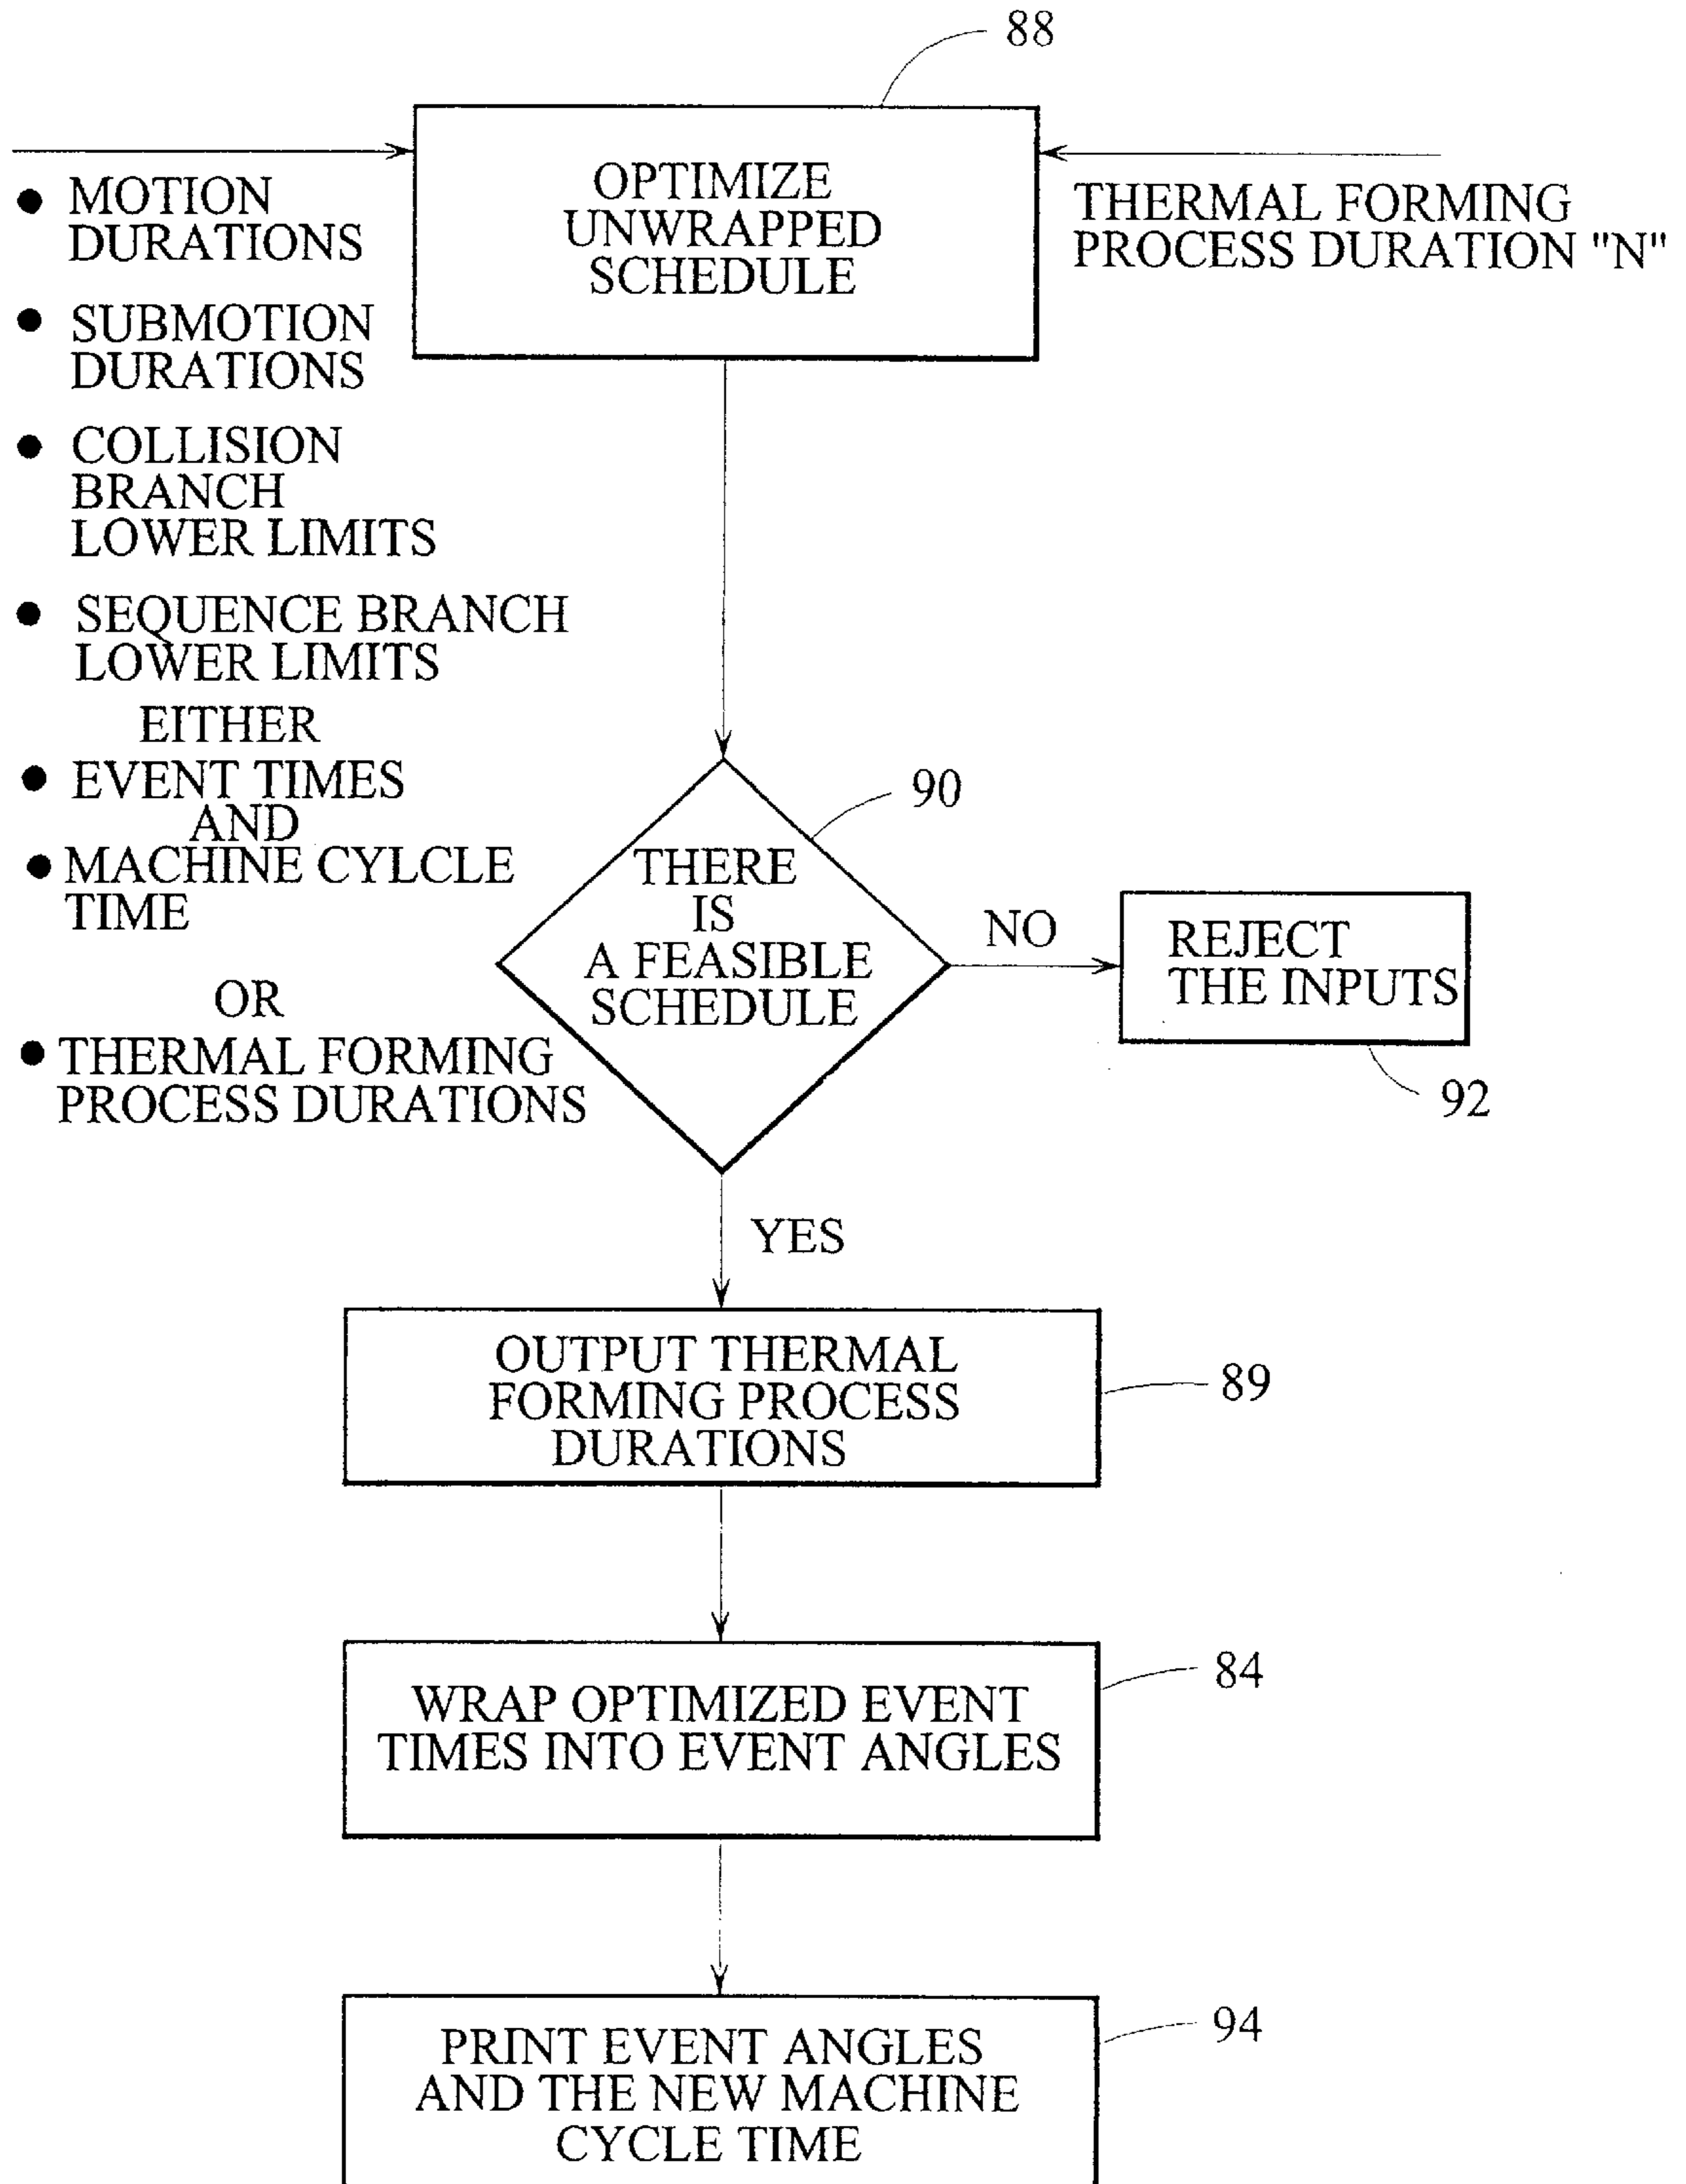 88
OPTIMIZE
UNWRAPPED
SCHEDULE
● MOTION
DURATIONS
● SUBMOTION
DURATIONS
● COLLISION
BRANCH
LOWER LIMITS
● SEQUENCE BRANCH
LOWER LIMITS
EITHER
● EVENT TIMES
AND
● MACHINE CYLCLE
TIME
OR
● THERMAL FORMING
PROCESS DURATIONS
THERMAL FORMING
PROCESS DURATION "N"
90
THERE
IS
A FEASIBLE
SCHEDULE
NO
REJECT
THE INPUTS
92
YES
OUTPUT THERMAL
FORMING PROCESS
DURATIONS
89
WRAP OPTIMIZED EVENT
TIMES INTO EVENT ANGLES
84
PRINT EVENT ANGLES
AND THE NEW MACHINE
CYCLE TIME
94